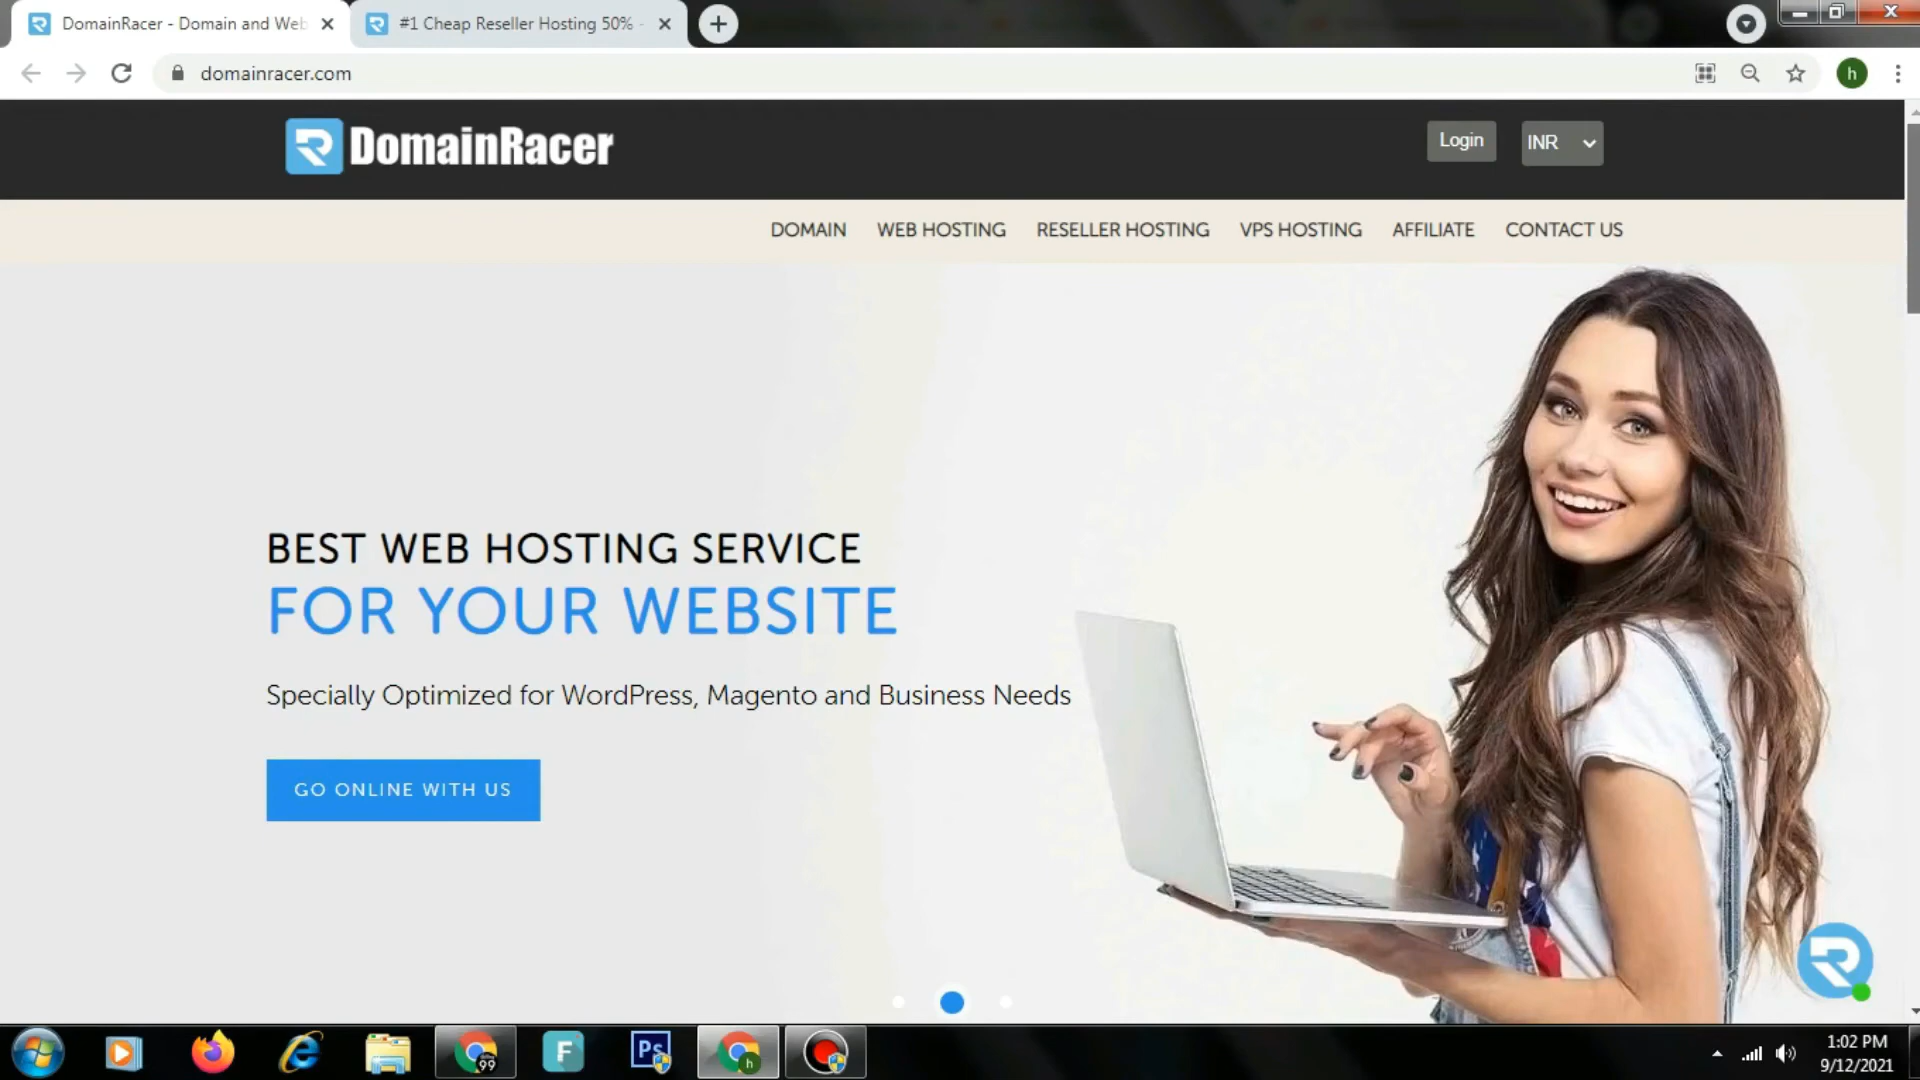 DomainRacer - Domain and Web
#1 Cheap Reseller Hosting 50% -
domainracer.com
h
DomainRacer
Login
INR
DOMAIN WEB HOSTING RESELLER HOSTING VPS HOSTING AFFILIATE CONTACT US
BEST WEB HOSTING SERVICE
FOR YOUR WEBSITE
Specially Optimized for WordPress, Magento and Business Needs
GO ONLINE WITH US
99
F
Ps
h
1:02 PM
9/12/2021